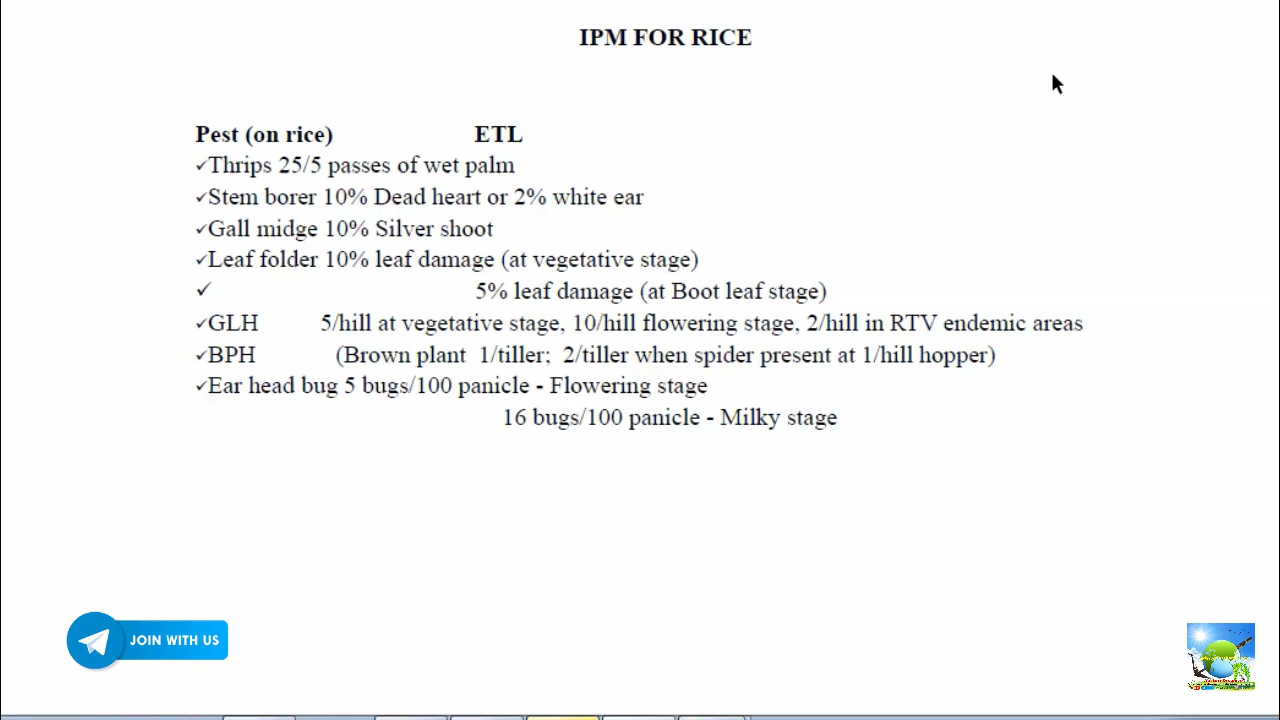 IPM FOR RICE
Pest (on rice) ETL
✓Thrips 25/5 passes of wet palm
✓Stem borer 10% Dead heart or 2% white ear
✓Gall midge 10% Silver shoot
✓Leaf folder 10% leaf damage (at vegetative stage)
✓ 5% leaf damage (at Boot leaf stage)
✓GLH 5/hill at vegetative stage, 10/hill flowering stage, 2/hill in RTV endemic areas
✓BPH (Brown plant 1/tiller; 2/tiller when spider present at 1/hill hopper)
✓Ear head bug 5 bugs/100 panicle - Flowering stage
16 bugs/100 panicle - Milky stage
JOIN WITH US